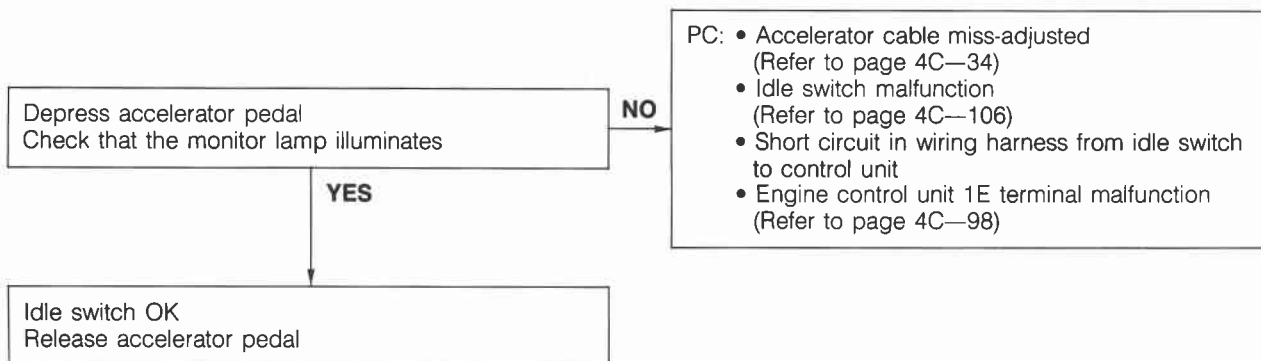 Depress accelerator pedal
Check that the monitor lamp illuminates
NO
PC: • Accelerator cable miss-adjusted
(Refer to page 4C—34)
• Idle switch malfunction
(Refer to page 4C—106)
• Short circuit in wiring harness from idle switch
to control unit
• Engine control unit 1E terminal malfunction
(Refer to page 4C—98)
YES
Idle switch OK
Release accelerator pedal